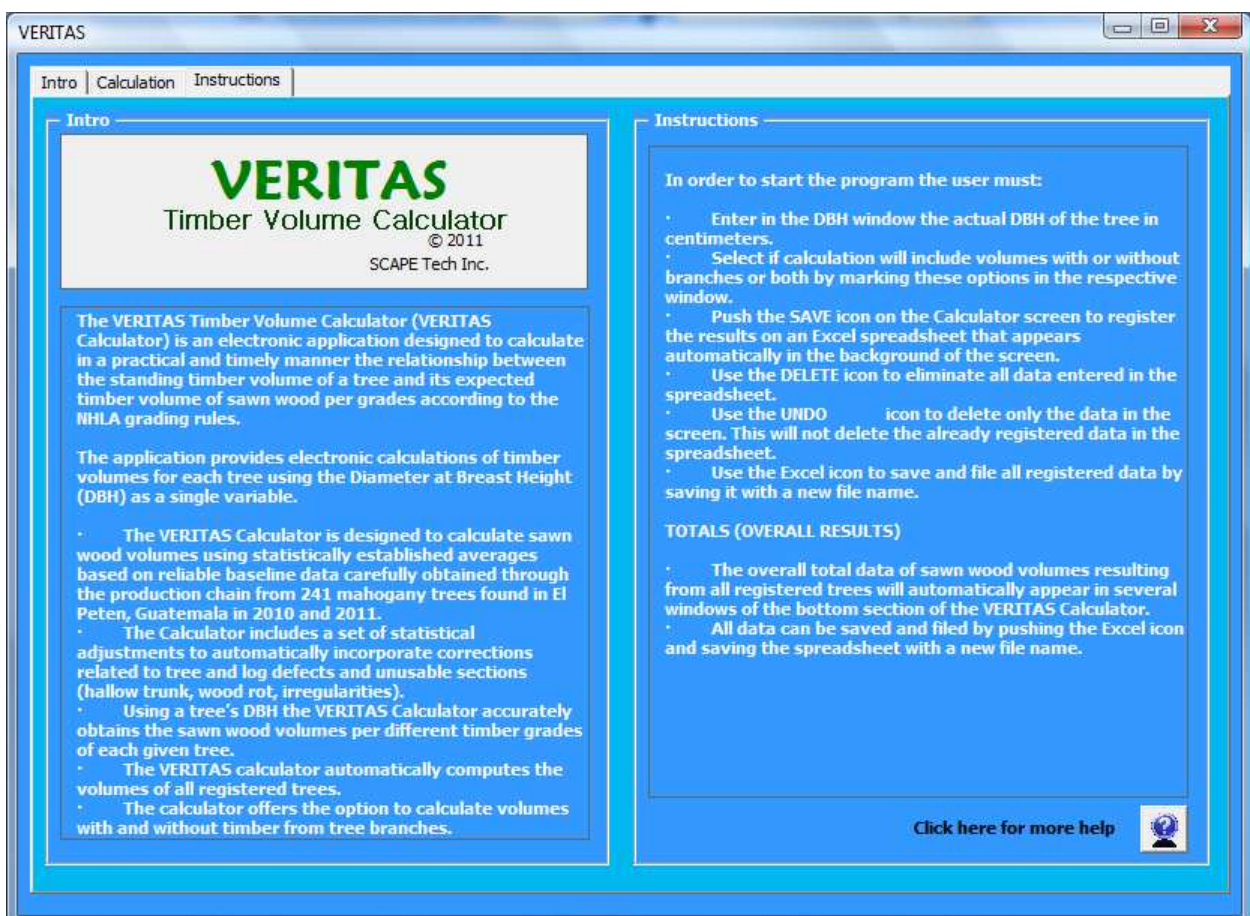 VERITAS
Intro
Calculation
Instructions
Intro
VERITAS
Timber Volume Calculator
© 2011
SCAPE Tech Inc.
The VERITAS Timber Volume Calculator (VERITAS
Calculator) is an electronic application designed to calculate
in a practical and timely manner the relationship between
the standing timber volume of a tree and its expected
timber volume of sawn wood per grades according to the
NHLA grading rules.
The application provides electronic calculations of timber
volumes for each tree using the Diameter at Breast Height
(DBH) as a single variable.
· The VERITAS Calculator is designed to calculate sawn
wood volumes using statistically established averages
based on reliable baseline data carefully obtained through
the production chain from 241 mahogany trees found in El
Peten, Guatemala in 2010 and 2011.
· The Calculator includes a set of statistical
adjustments to automatically incorporate corrections
related to tree and log defects and unusable sections
(hallow trunk, wood rot, irregularities).
· Using a tree's DBH the VERITAS Calculator accurately
obtains the sawn wood volumes per different timber grades
of each given tree.
· The VERITAS calculator automatically computes the
volumes of all registered trees.
· The calculator offers the option to calculate volumes
with and without timber from tree branches.
Instructions
In order to start the program the user must:
· Enter in the DBH window the actual DBH of the tree in
centimeters.
· Select if calculation will include volumes with or without
branches or both by marking these options in the respective
window.
· Push the SAVE icon on the Calculator screen to register
the results on an Excel spreadsheet that appears
automatically in the background of the screen.
· Use the DELETE icon to eliminate all data entered in the
spreadsheet.
· Use the UNDO icon to delete only the data in the
screen. This will not delete the already registered data in the
spreadsheet.
· Use the Excel icon to save and file all registered data by
saving it with a new file name.
TOTALS (OVERALL RESULTS)
· The overall total data of sawn wood volumes resulting
from all registered trees will automatically appear in several
windows of the bottom section of the VERITAS Calculator.
· All data can be saved and filed by pushing the Excel icon
and saving the spreadsheet with a new file name.
Click here for more help